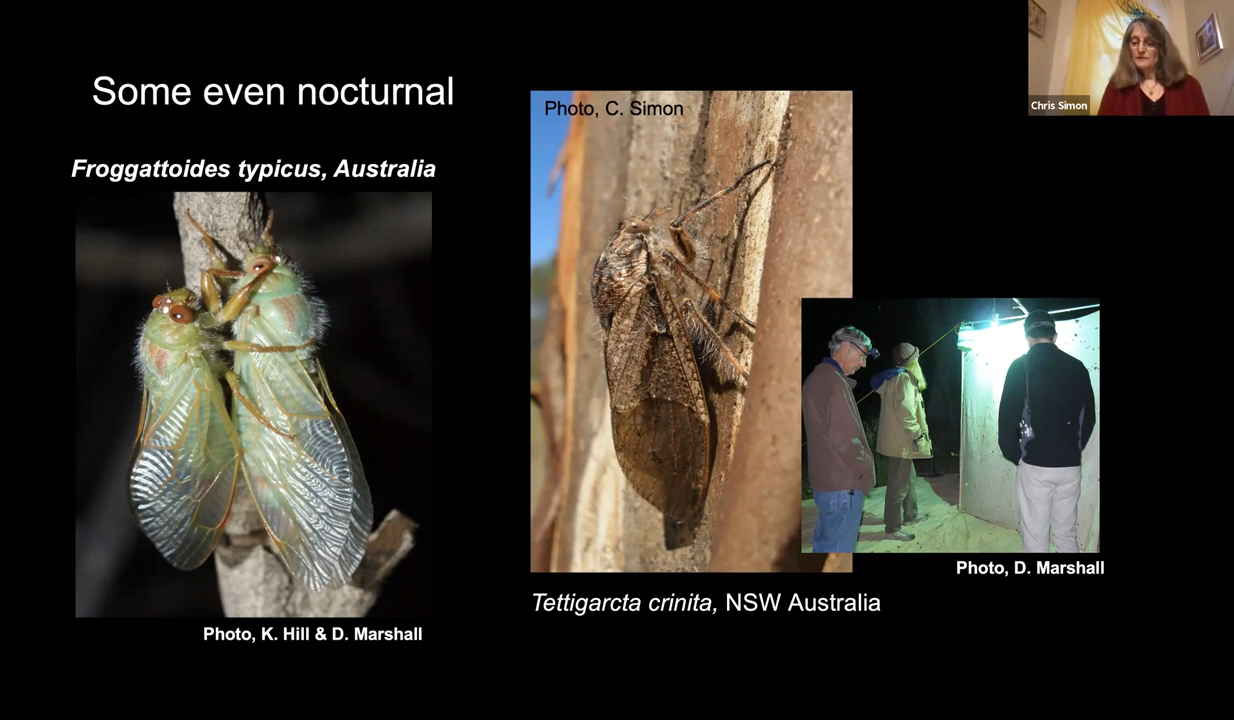 Some even nocturnal
Froggattoides typicus, Australia
Photo, K. Hill & D. Marshall
Photo, C. Simon
Tettigarcta crinita, NSW Australia
Photo, D. Marshall
Chris Simon